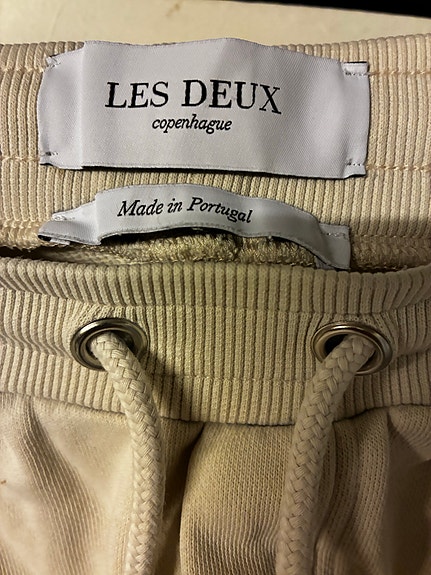 LES DEUX
copenhague
Made in Portugal